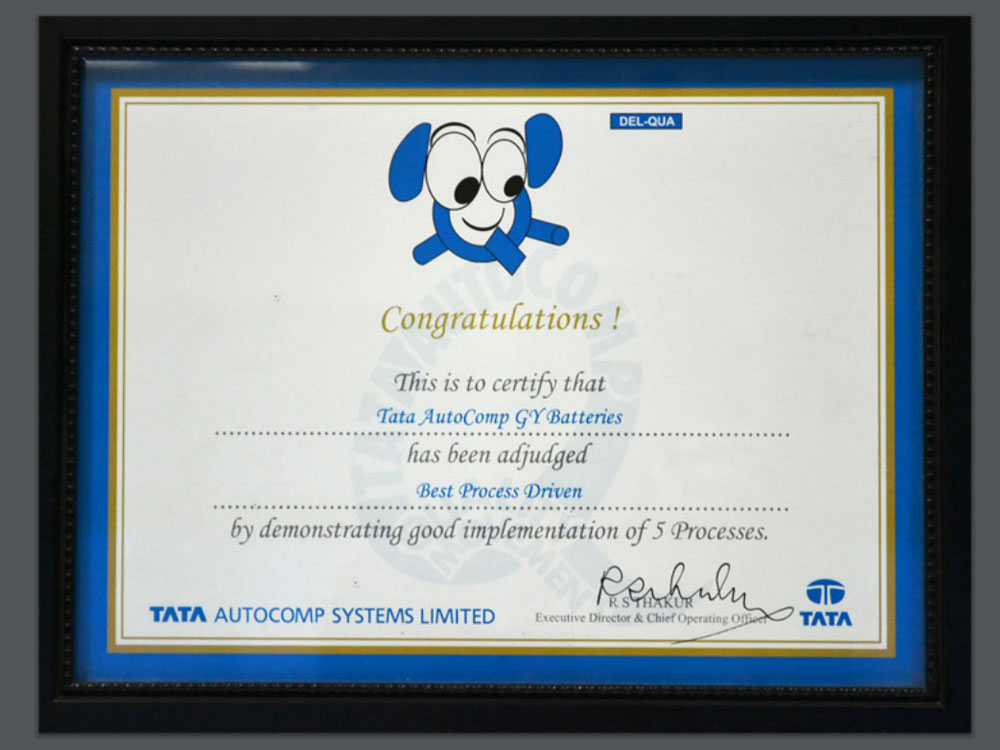 DEL-QUA
Congratulations !
This is to certify that
Tata AutoComp GY Batteries
has been adjudged
Best Process Driven
by demonstrating good implementation of 5 Processes.
R S THAKUR
Executive Director & Chief Operating Officer
TATA AUTOCOMP SYSTEMS LIMITED
TATA